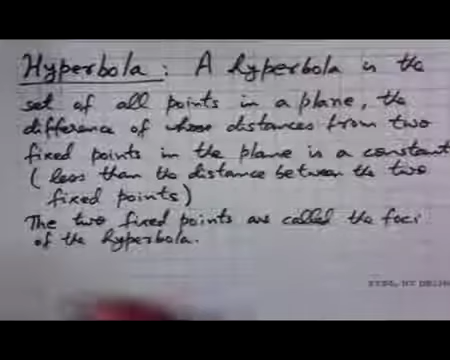 Hyperbola : A hyperbola is the
set of all points in a plane, the
difference of whose distances from two
fixed points in the plane is a constant
(less than the distance between the two
fixed points)
The two fixed points are called the foci
of the hyperbola.